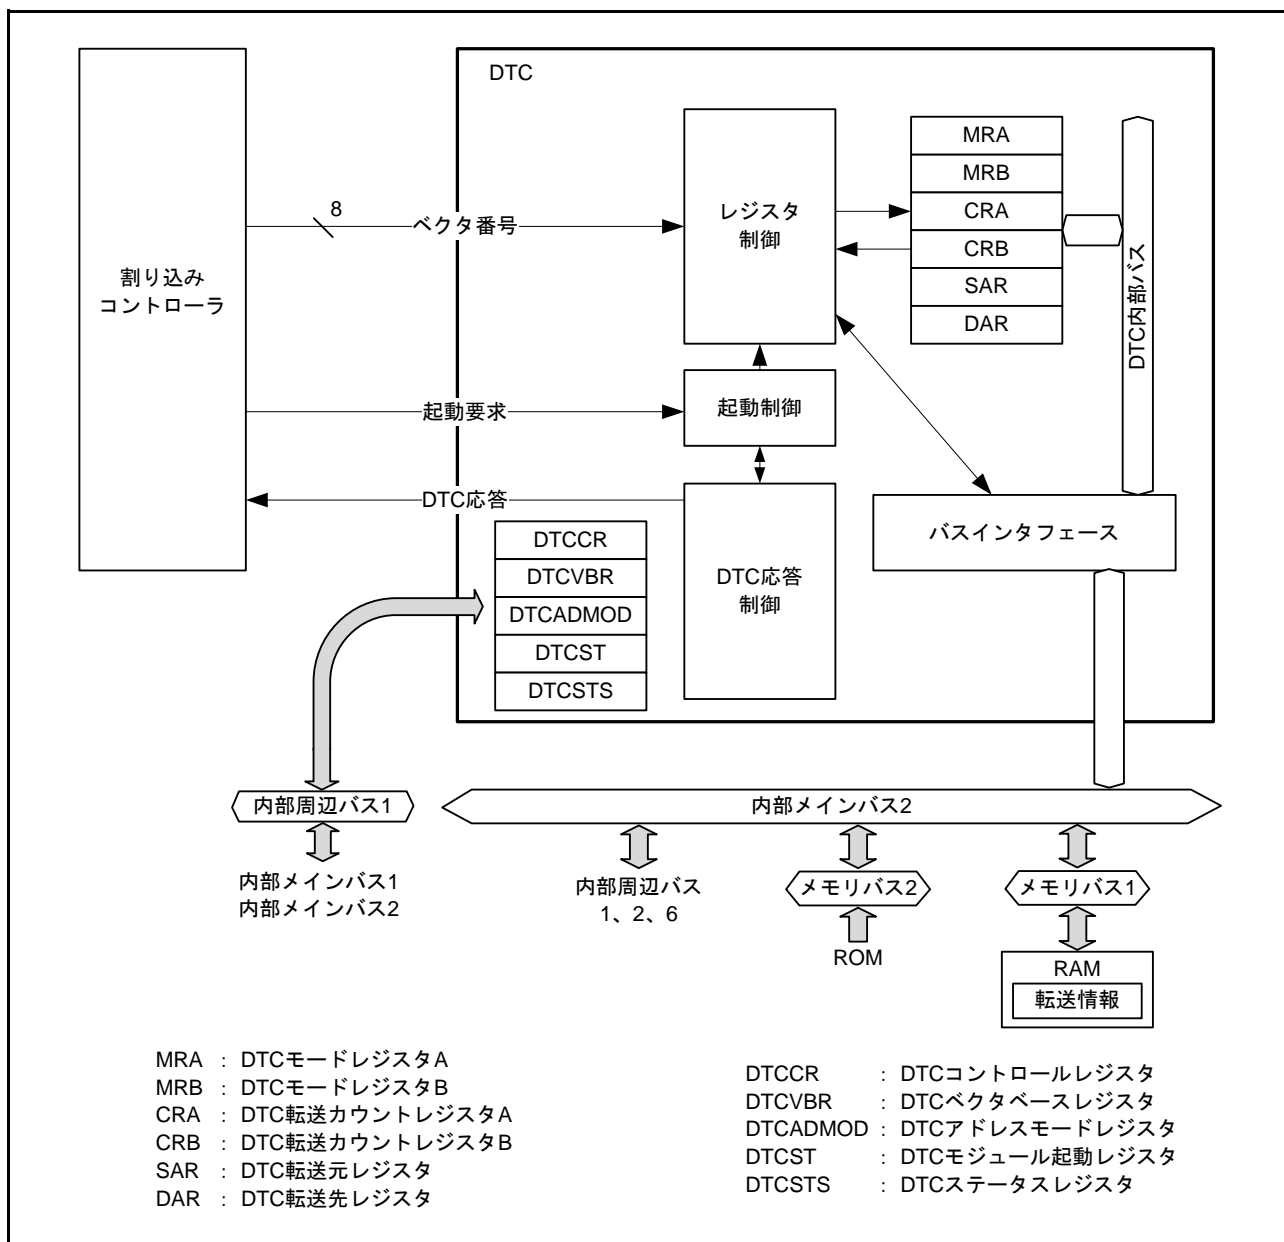 DTC
割り込み
コントローラ
8
ベクタ番号
起動要求
DTC応答
レジスタ
制御
起動制御
DTC応答
制御
MRA
MRB
CRA
CRB
SAR
DAR
DTC内部バス
バスインタフェース
DTCCR
DTCVBR
DTCADMOD
DTCST
DTCSTS
内部周辺バス1
内部メインバス1
内部メインバス2
内部メインバス2
内部周辺バス
1、2、6
メモリバス2
ROM
メモリバス1
RAM
転送情報
MRA : DTCモードレジスタA
MRB : DTCモードレジスタB
CRA : DTC転送カウントレジスタA
CRB : DTC転送カウントレジスタB
SAR : DTC転送元レジスタ
DAR : DTC転送先レジスタ
DTCCR : DTCコントロールレジスタ
DTCVBR : DTCベクタベースレジスタ
DTCADMOD : DTCアドレスモードレジスタ
DTCST : DTCモジュール起動レジスタ
DTCSTS : DTCステータスレジスタ